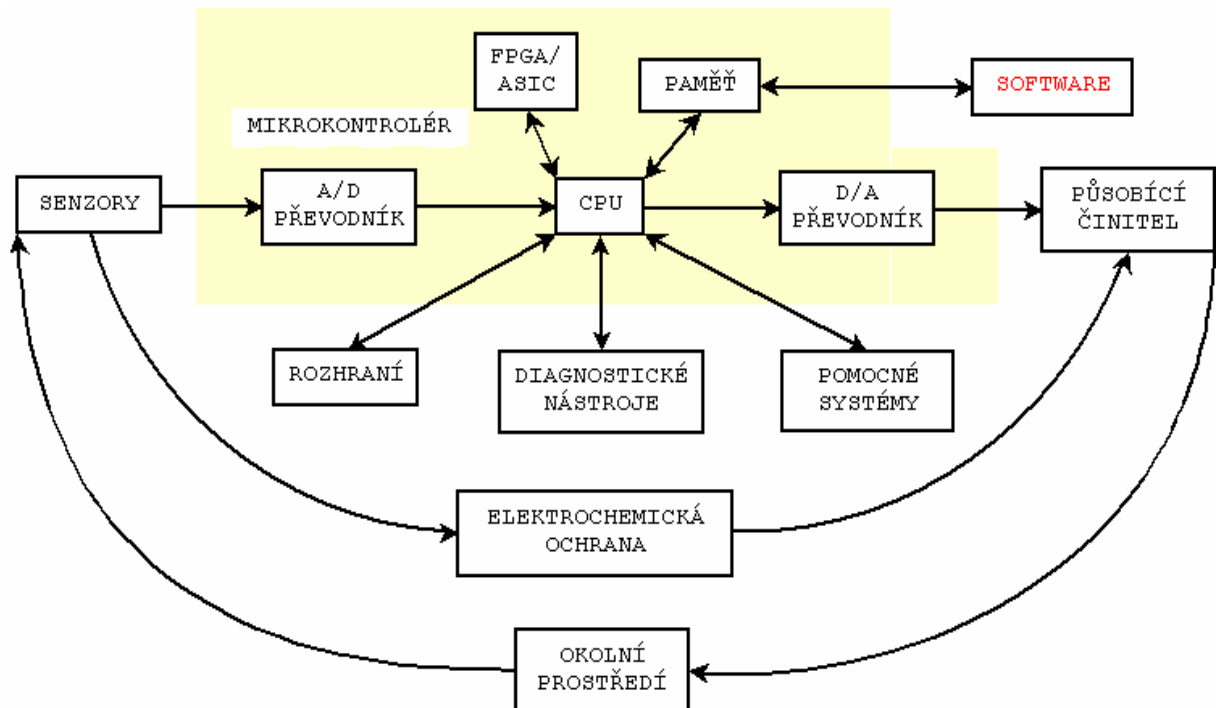 FPGA/
ASIC
PAMĚŤ
SOFTWARE
MIKROKONTROLÉR
SENZORY
A/D
PŘEVODNÍK
CPU
D/A
PŘEVODNÍK
PŮSOBÍCÍ
ČINITEL
ROZHRANÍ
DIAGNOSTICKÉ
NÁSTROJE
POMOCNÉ
SYSTÉMY
ELEKTROCHEMICKÁ
OCHRANA
OKOLNÍ
PROSTŘEDÍ